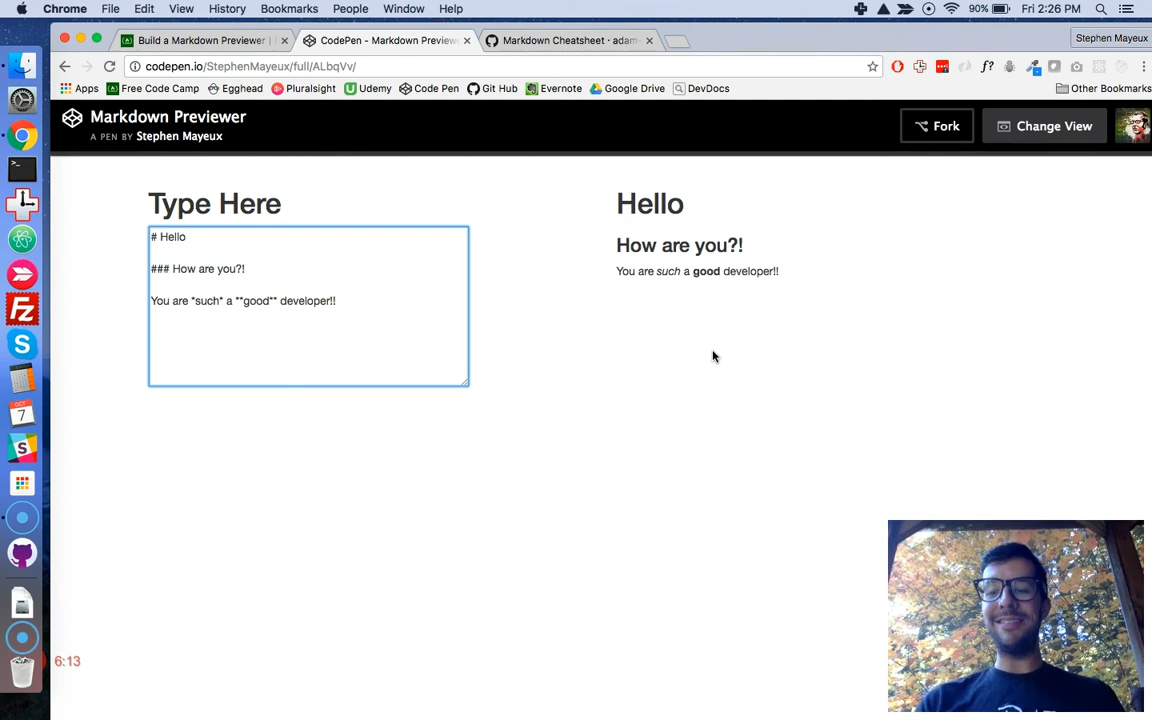 Chrome File Edit View History Bookmarks People Window Help 90% Fri 2:26 PM
Build a Markdown Previewer |
CodePen - Markdown Preview
Markdown Cheatsheet · adam-
Stephen Mayeux
codepen.io/StephenMayeux/full/ALbqVv/
f?
Apps Free Code Camp Egghead Pluralsight Udemy Code Pen Git Hub Evernote Google Drive DevDocs Other Bookmarks
Markdown Previewer
A PEN BY Stephen Mayeux
Fork
Change View
Type Here
# Hello
### How are you?!
You are *such* a **good** developer!!
Hello
How are you?!
You are such a good developer!!
OCT
7
6:13